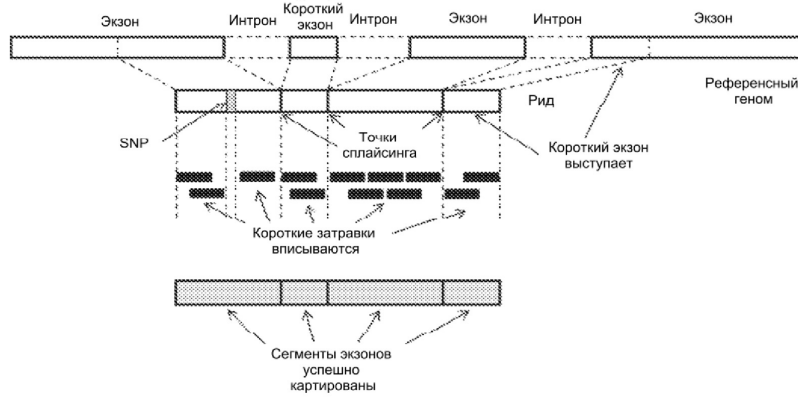 Экзон
Интрон
Короткий
экзон
Интрон
Экзон
Интрон
Экзон
Референсный
геном
Рид
SNP
Точки
сплайсинга
Короткий экзон
выступает
Короткие затравки
вписываются
Сегменты экзонов
успешно
картированы